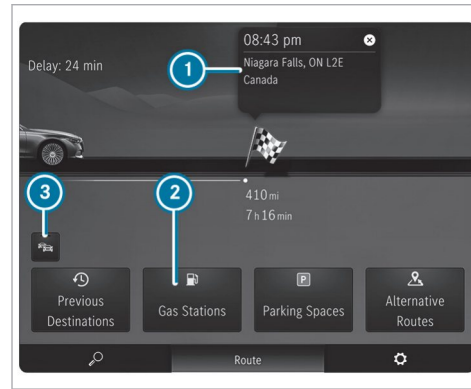 08:43 pm
Delay: 24 min
1
Niagara Falls, ON L2E
Canada
3
2
410 mi
7 h 16 min
P
Previous
Destinations
Gas Stations
Parking Spaces
Alternative
Routes
Route